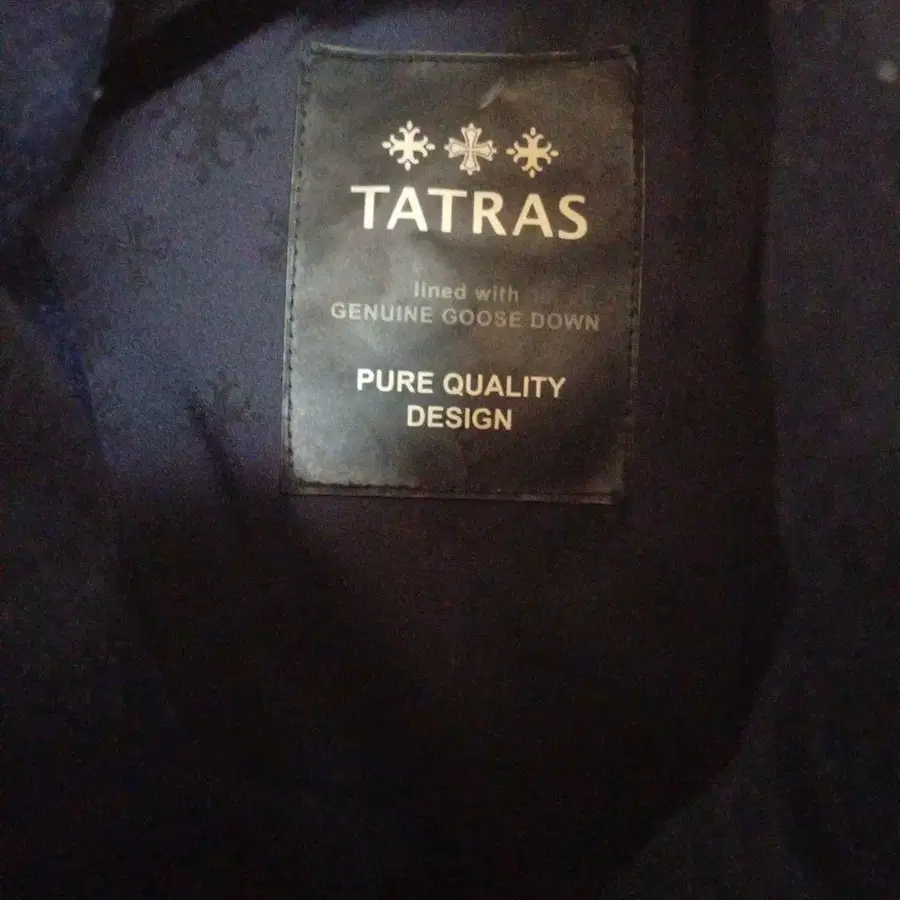 TATRAS
lined with
GENUINE GOOSE DOWN
PURE QUALITY
DESIGN